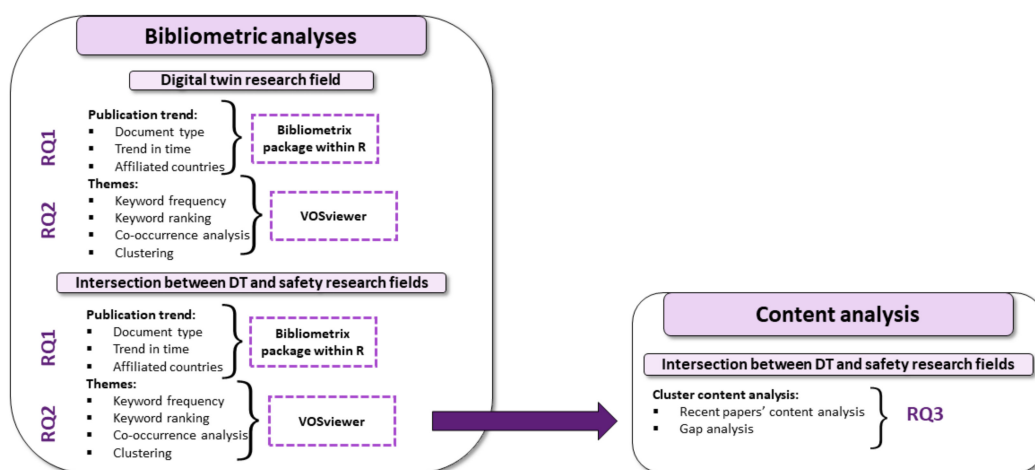 Bibliometric analyses
Digital twin research field
RQ1
Publication trend:
▪ Document type
▪ Trend in time
▪ Affiliated countries
Bibliometrix
package within R
RQ2
Themes:
▪ Keyword frequency
▪ Keyword ranking
▪ Co-occurrence analysis
▪ Clustering
VOSviewer
Intersection between DT and safety research fields
RQ1
Publication trend:
▪ Document type
▪ Trend in time
▪ Affiliated countries
Bibliometrix
package within R
RQ2
Themes:
▪ Keyword frequency
▪ Keyword ranking
▪ Co-occurrence analysis
▪ Clustering
VOSviewer
Content analysis
Intersection between DT and safety research fields
Cluster content analysis:
▪ Recent papers' content analysis
▪ Gap analysis
RQ3